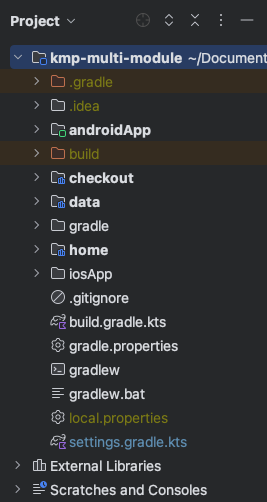 Project
kmp-multi-module ~/Document
.gradle
.idea
androidApp
build
checkout
data
gradle
home
iosApp
.gitignore
build.gradle.kts
gradle.properties
gradlew
gradlew.bat
local.properties
settings.gradle.kts
External Libraries
Scratches and Consoles